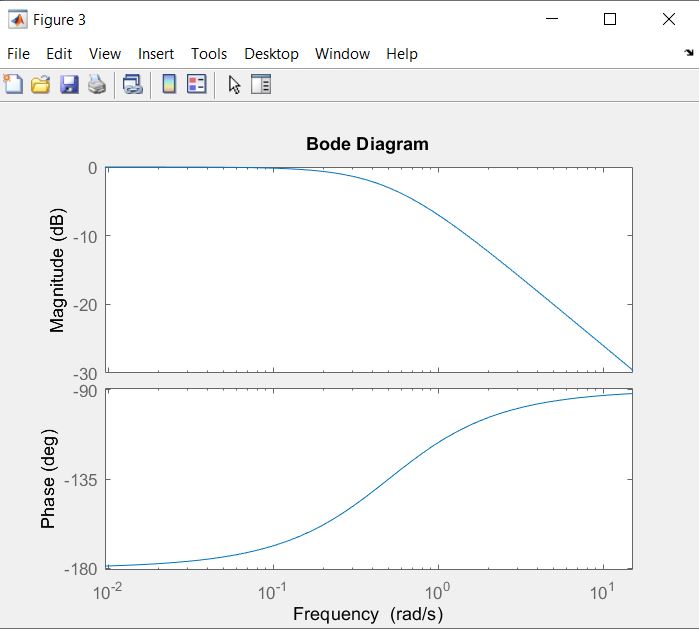 Figure 3
File Edit View Insert Tools Desktop Window Help
Bode Diagram
Magnitude (dB)
0
-10
-20
-30
Phase (deg)
-90
-135
-180
10^-2 10^-1 10^0 10^1
Frequency (rad/s)